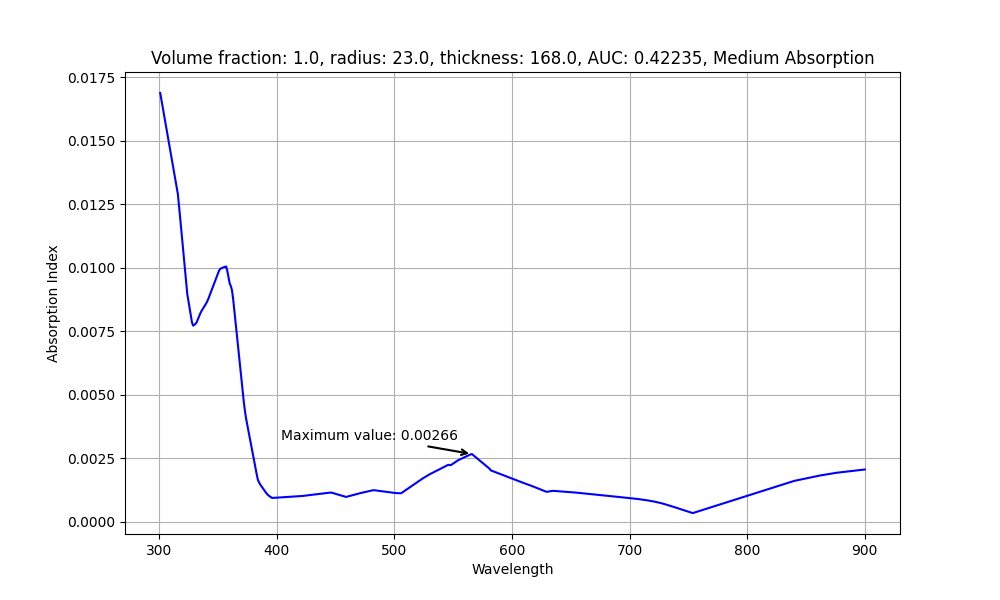 Volume fraction: 1.0, radius: 23.0, thickness: 168.0, AUC: 0.42235, Medium Absorption
0.0175
0.0150
0.0125
0.0100
0.0075
0.0050
0.0025
0.0000
Absorption Index
Maximum value: 0.00266
300 400 500 600 700 800 900
Wavelength